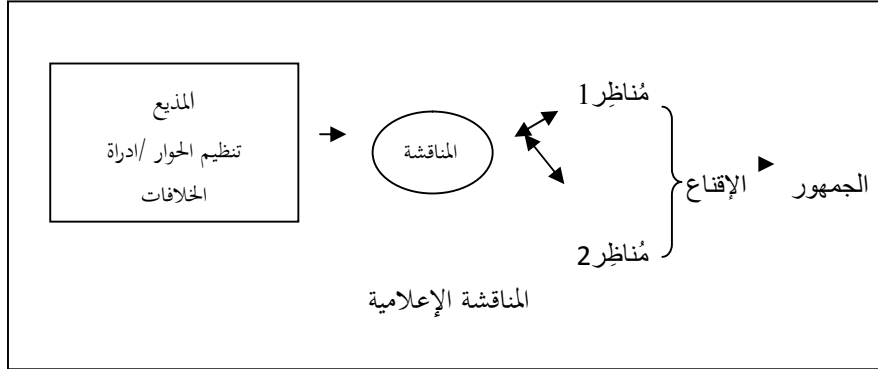 المذيع
تنظيم الحوار /ادراة
الخلافات
المناقشة
مُناظِر1
مُناظِر2
الإقناع
الجمهور
المناقشة الإعلامية